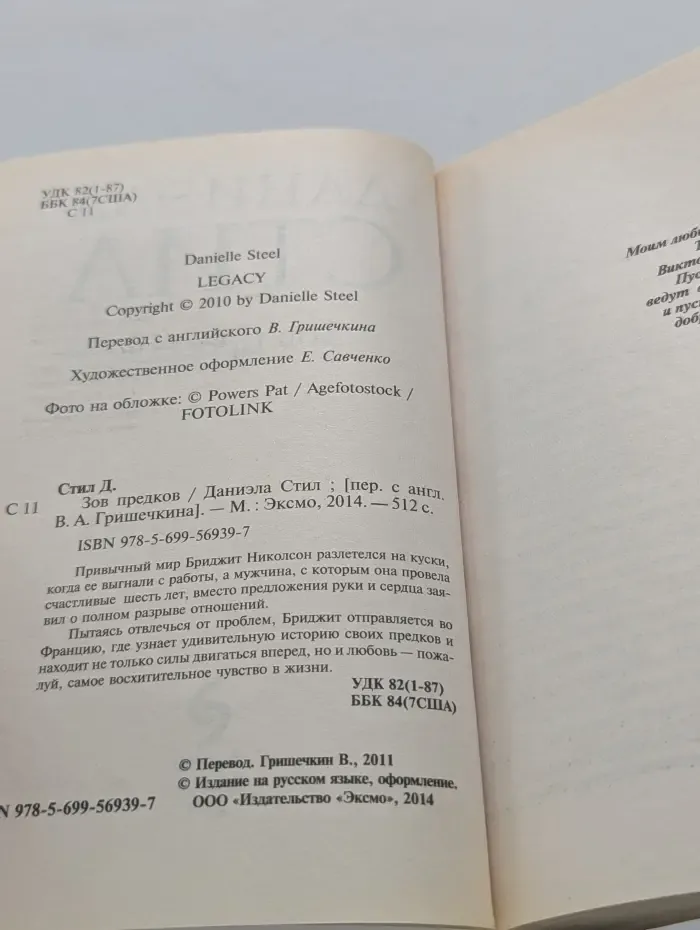 УДК 82(1-87)
ББК 84(7США)
С 11
Danielle Steel
LEGACY
Copyright © 2010 by Danielle Steel
Перевод с английского В. Гришечкина
Художественное оформление Е. Савченко
Фото на обложке: © Powers Pat / Agefotostock /
FOTOLINK
Стил Д.
С 11 Зов предков / Даниэла Стил ; [пер. с англ.
В. А. Гришечкина]. — М. : Эксмо, 2014. — 512 с.
ISBN 978-5-699-56939-7
Привычный мир Бриджит Николсон разлетелся на куски,
когда ее выгнали с работы, а мужчина, с которым она провела
счастливые шесть лет, вместо предложения руки и сердца зая-
вил о полном разрыве отношений.
Пытаясь отвлечься от проблем, Бриджит отправляется во
Францию, где узнает удивительную историю своих предков и
находит не только силы двигаться вперед, но и любовь — пожа-
луй, самое восхитительное чувство в жизни.
УДК 82(1-87)
ББК 84(7США)
© Перевод. Гришечкин В., 2011
© Издание на русском языке, оформление.
ООО «Издательство «Эксмо», 2014
N 978-5-699-56939-7
Моим любе
Викто
Пус
ведут
и пус
доб